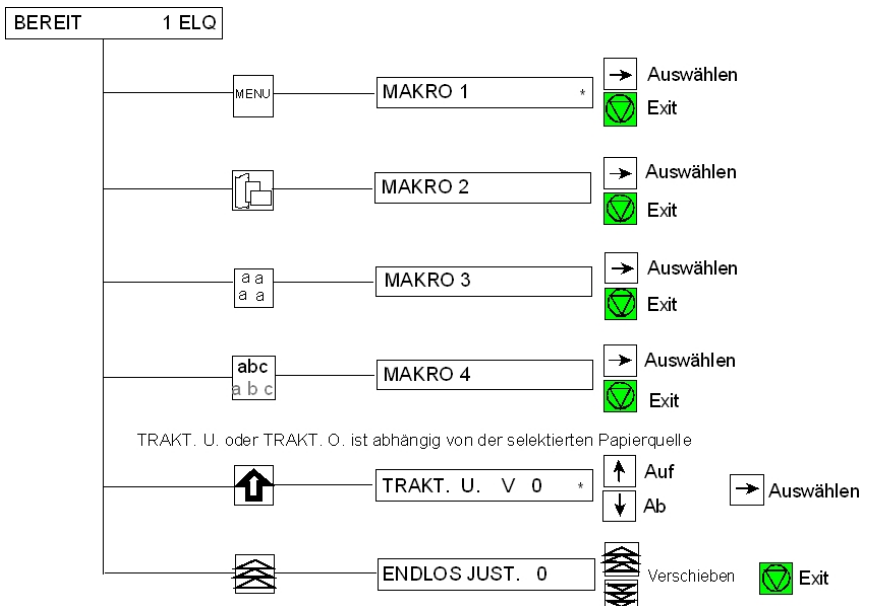 BEREIT 1 ELQ
MENU MAKRO 1 * Auswählen
Exit
MAKRO 2 Auswählen
Exit
a a
a a
MAKRO 3 Auswählen
Exit
abc
a b c
MAKRO 4 Auswählen
Exit
TRAKT. U. oder TRAKT. O. ist abhängig von der selektierten Papierquelle
TRAKT. U. V 0 * Auf
Ab
Auswählen
ENDLOS JUST. 0 Verschieben Exit